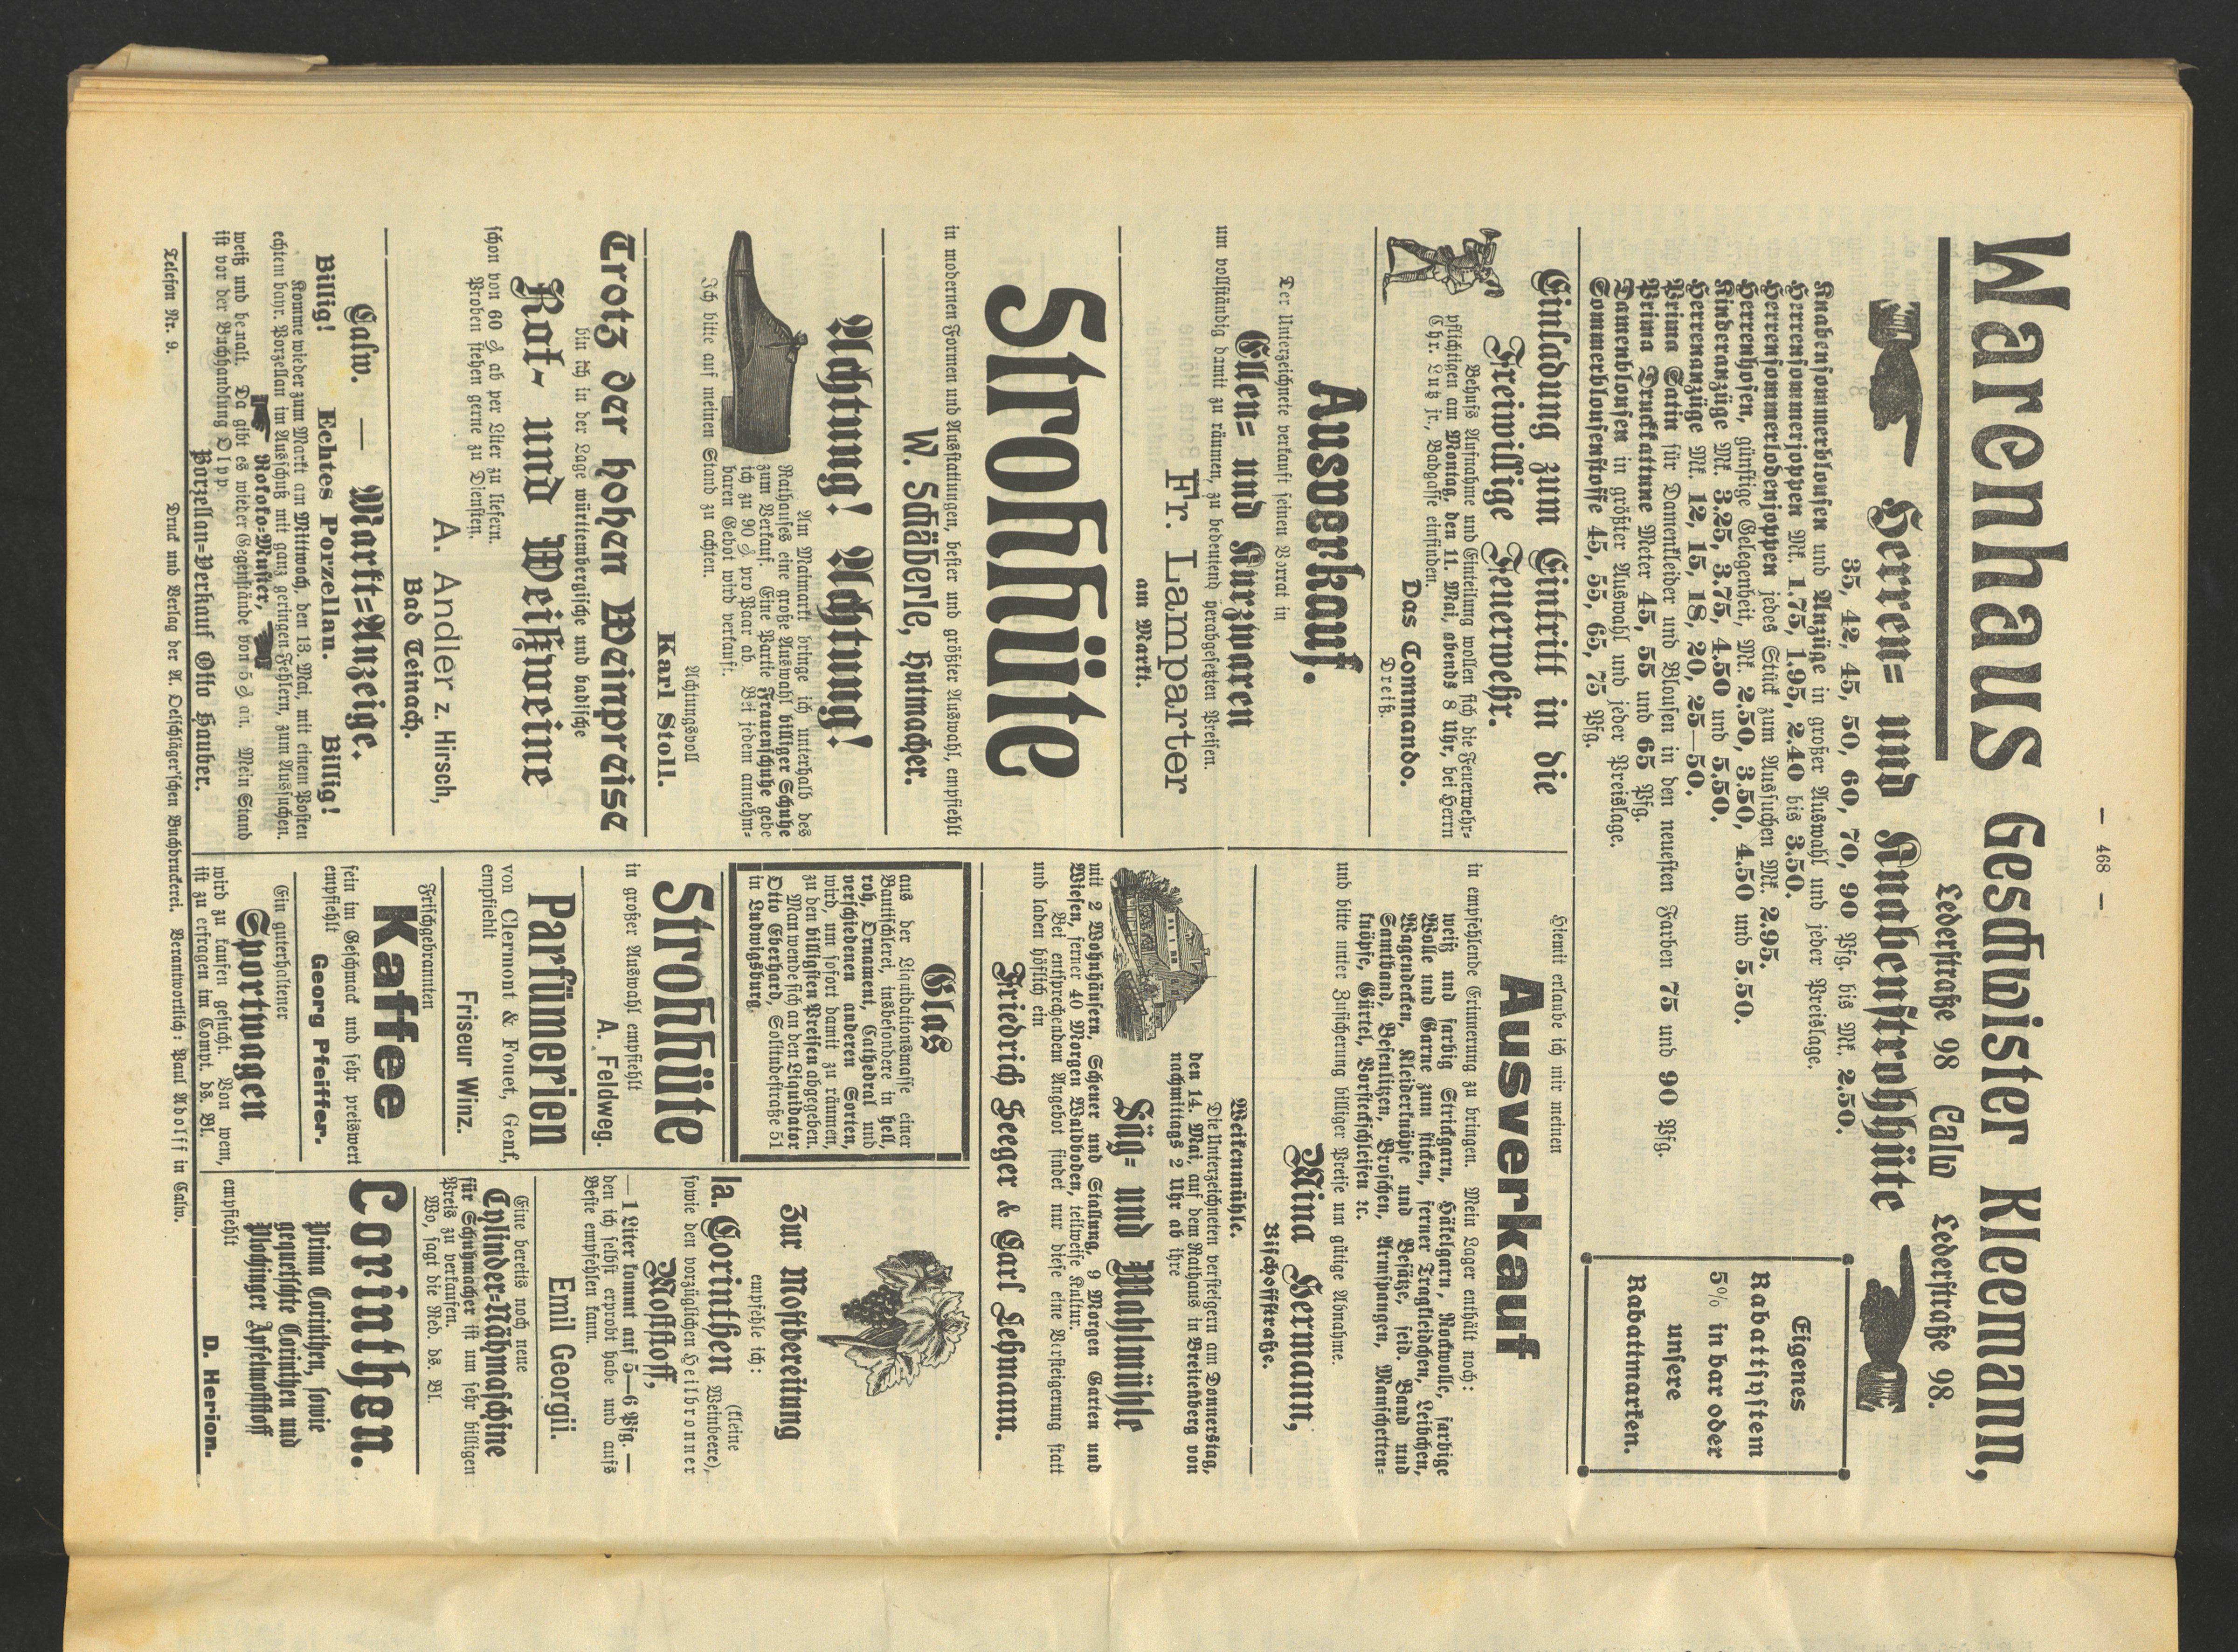 — 468 —
Warenhaus Geschwister Kleemann,
Lederstraße 98 Calw Lederstraße 98.
Herren= und Knabenstrohhüte
35, 42, 45, 50, 60, 70, 90 Pfg. bis Mk. 2.50.
Knabensommerblousen und Anzüge in großer Auswahl und jeder Preislage.
Herrensommerjoppen Mk. 1.75, 1.95, 2.40 bis 3.50.
Herrensommerlodenjoppen jedes Stück zum Aussuchen Mk. 2.95.
Herrenhosen, günstige Gelegenheit, Mk. 2.50, 3.50, 4.50 und 5.50.
Kinderanzüge Mk. 3.25, 3.75, 4.50 und 5.50.
Herrenanzüge Mk. 12, 15, 18, 20, 25—50.
Prima Satin für Damenkleider und Blousen in den neuesten Farben 75 und 90 Pfg.
Prima Druckkattune Meter 45, 55 und 65 Pfg.
Damenblousen in größter Auswahl und jeder Preislage.
Sommerblousenstoffe 45, 55, 65, 75 Pfg.
Eigenes
Rabattsystem
5% in bar oder
unsere
Rabattmarken.
Einladung zum Eintritt in die
Freiwillige Feuerwehr.
Behufs Aufnahme und Einteilung wollen sich die Feuerwehr=
pflichtigen am Montag, den 11. Mai, abends 8 Uhr, bei Herrn
Chr. Lutz jr., Badgasse einfinden.
Das Commando.
Dreiß.
Ausverkauf.
Der Unterzeichnete verkauft seinen Vorrat in
Ellen= und Kurzwaren
um vollständig damit zu räumen, zu bedeutend herabgesetzten Preisen.
Fr. Lamparter
am Markt.
Strohhüte
in modernen Formen und Ausstattungen, bester und größter Auswahl, empfiehlt
W. Schäberle, Hutmacher.
Achtung! Achtung!
Am Maimarkt bringe ich unterhalb des
Rathauses eine große Auswahl billiger Schuhe
zum Verkauf. Eine Partie Frauenschuhe gebe
ich zu 90 ₰ pro Paar ab. Bei jedem annehm=
baren Gebot wird verkauft.
Ich bitte auf meinen Stand zu achten.
Achtungsvoll
Karl Stoll.
Trotz der hohen Weinpreise
bin ich in der Lage württembergische und badische
Rot- und Weißweine
schon von 60 ₰ ab per Liter zu liefern.
Proben stehen gerne zu Diensten.
A. Andler z. Hirsch,
Bad Teinach.
Calw. — Markt=Anzeige.
Billig! Echtes Porzellan. Billig!
Komme wieder zum Markt am Mittwoch, den 13. Mai, mit einem Posten
echtem bayr. Porzellan im Ausschuß mit ganz geringen Fehlern, zum Aussuchen.
Rokoko=Muster,
weiß und bemalt. Da gibt es wieder Gegenstände von 5 ₰ an. Mein Stand
ist vor der Buchhandlung Olpp.
Porzellan=Verkauf Otto Hauber.
Hiemit erlaube ich mir meinen
Ausverkauf
in empfehlende Erinnerung zu bringen. Mein Lager enthält noch:
weiß und farbig Strickgarn, Häkelgarn, Rockwolle, farbige
Wolle und Garne zum sticken, ferner Tragkleidchen, Leibchen,
Wagendecken, Kleiderknöpfe und Besätze, seid. Band und
Samtband, Besenlitzen, Broschen, Armspangen, Manschetten=
knöpfe, Gürtel, Vorsteckschleifen ꝛc.
und bitte unter Zusicherung billiger Preise um gütige Abnahme.
Mina Hermann,
Bischoffstraße.
Weikenmühle.
Die Unterzeichneten versteigern am Donnerstag,
den 14. Mai, auf dem Rathaus in Breitenberg von
nachmittags 2 Uhr ab ihre
Säg- und Mahlmühle
mit 2 Wohnhäusern, Scheuer und Stallung, 9 Morgen Garten und
Wiesen, ferner 40 Morgen Waldboden, teilweise Kultur.
Bei entsprechendem Angebot findet nur diese eine Versteigerung statt
und laden höflich ein
Friedrich Seeger & Carl Lehmann.
Glas
aus der Liquidationsmasse einer
Bautischlerei, insbesondere in hell,
roh, Ornament, Cathedral und
verschiedenen anderen Sorten,
wird, um sofort damit zu räumen,
zu den billigsten Preisen abgegeben.
Man wende sich an den Liquidator
Otto Eberhard, Solitudestraße 51
in Ludwigsburg.
Strohhüte
in großer Auswahl empfiehlt
A. Feldweg.
Parfümerien
von Clermont & Fouet, Genf,
empfiehlt
Friseur Winz.
Frischgebrannten
Kaffee
fein im Geschmack und sehr preiswert
empfiehlt
Georg Pfeiffer.
Ein guterhaltener
Sportwagen
wird zu kaufen gesucht. Von wem,
ist zu erfragen im Compt. ds. Bl.
Zur Mostbereitung
empfehle ich:
Ia. Corinthen (kleine
Weinbeere),
sowie den vorzüglichen Heilbronner
Moststoff,
— 1 Liter kommt auf 5—6 Pfg. —
den ich selbst erprobt habe und aufs
Beste empfehlen kann.
Emil Georgii.
Eine bereits noch neue
Cylinder=Nähmaschine
für Schuhmacher ist um sehr billigen
Preis zu verkaufen.
Wo, sagt die Red. ds. Bl.
Corinthen.
Prima Corinthen, sowie
gequetschte Corinthen und
Plochinger Apfelmoststoff
empfiehlt
D. Herion.
Telefon Nr. 9. Druck und Verlag der A. Oelschläger'schen Buchdruckerei. Verantwortlich: Paul Adolff in Calw.